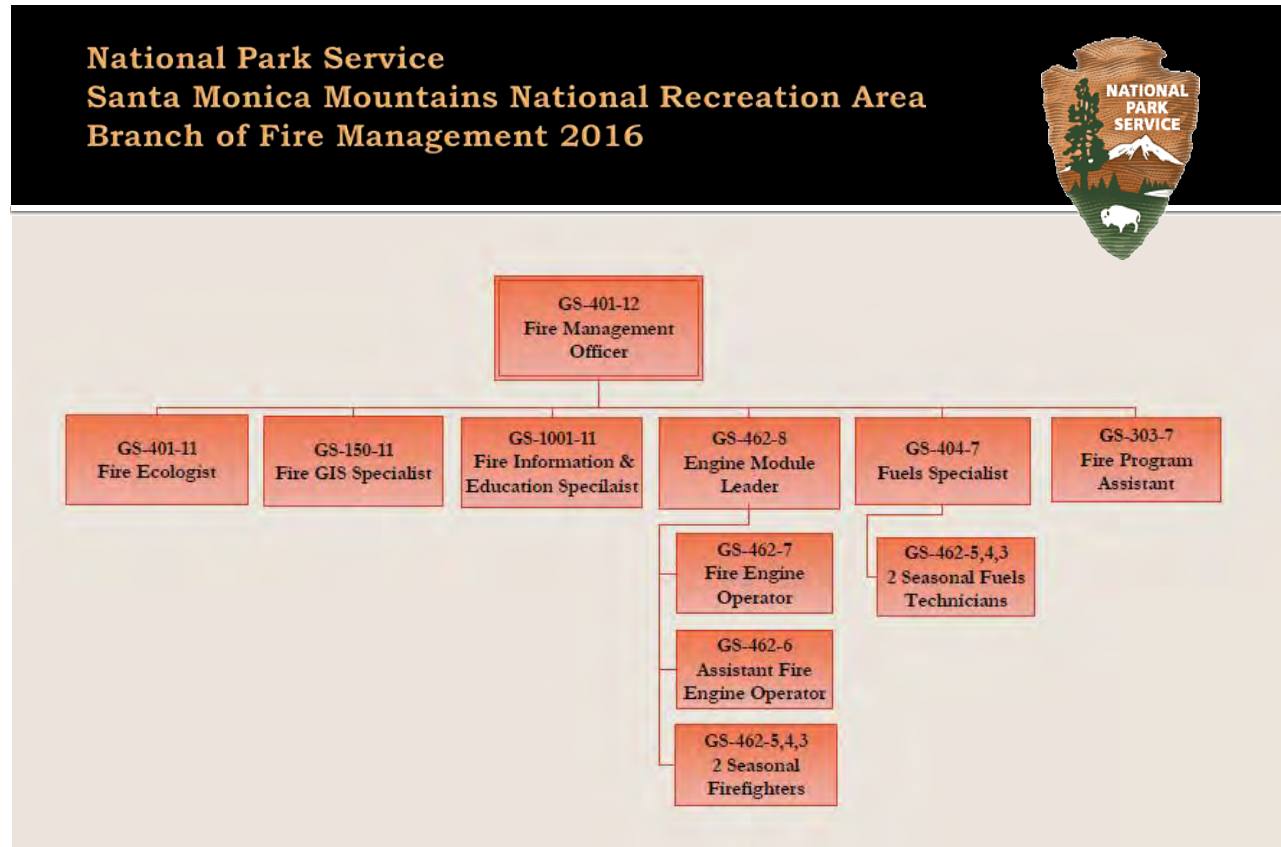 National Park Service
Santa Monica Mountains National Recreation Area
Branch of Fire Management 2016
NATIONAL
PARK
SERVICE
GS-401-12
Fire Management
Officer
GS-401-11
Fire Ecologist
GS-150-11
Fire GIS Specialist
GS-1001-11
Fire Information &
Education Specilaist
GS-462-8
Engine Module
Leader
GS-404-7
Fuels Specialist
GS-303-7
Fire Program
Assistant
GS-462-7
Fire Engine
Operator
GS-462-6
Assistant Fire
Engine Operator
GS-462-5,4,3
2 Seasonal
Firefighters
GS-462-5,4,3
2 Seasonal Fuels
Technicians